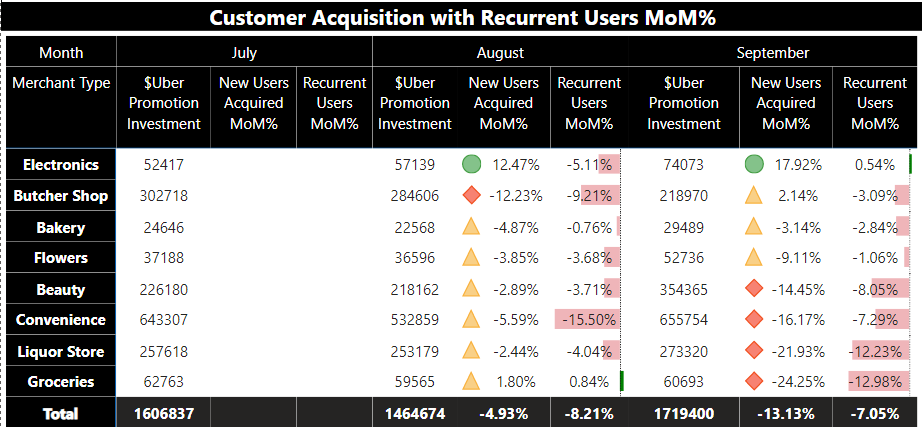 Customer Acquisition with Recurrent Users MoM%
Month July August September
Merchant Type $Uber Promotion Investment New Users Acquired MoM% Recurrent Users MoM% $Uber Promotion Investment New Users Acquired MoM% Recurrent Users MoM% $Uber Promotion Investment New Users Acquired MoM% Recurrent Users MoM%
Electronics 52417 57139 12.47% -5.11% 74073 17.92% 0.54%
Butcher Shop 302718 284606 -12.23% -9.21% 218970 2.14% -3.09%
Bakery 24646 22568 -4.87% -0.76% 29489 -3.14% -2.84%
Flowers 37188 36596 -3.85% -3.68% 52736 -9.11% -1.06%
Beauty 226180 218162 -2.89% -3.71% 354365 -14.45% -8.05%
Convenience 643307 532859 -5.59% -15.50% 655754 -16.17% -7.29%
Liquor Store 257618 253179 -2.44% -4.04% 273320 -21.93% -12.23%
Groceries 62763 59565 1.80% 0.84% 60693 -24.25% -12.98%
Total 1606837 1464674 -4.93% -8.21% 1719400 -13.13% -7.05%